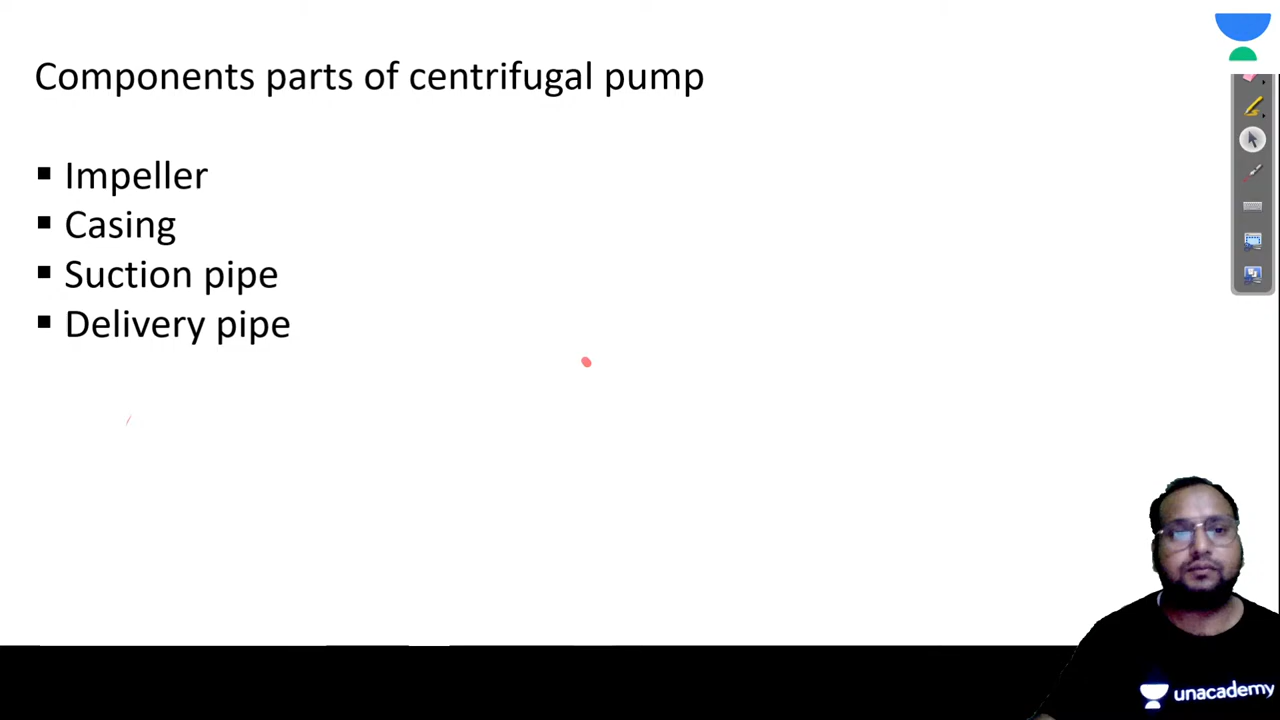 Components parts of centrifugal pump
▪ Impeller
▪ Casing
▪ Suction pipe
▪ Delivery pipe
unacademy